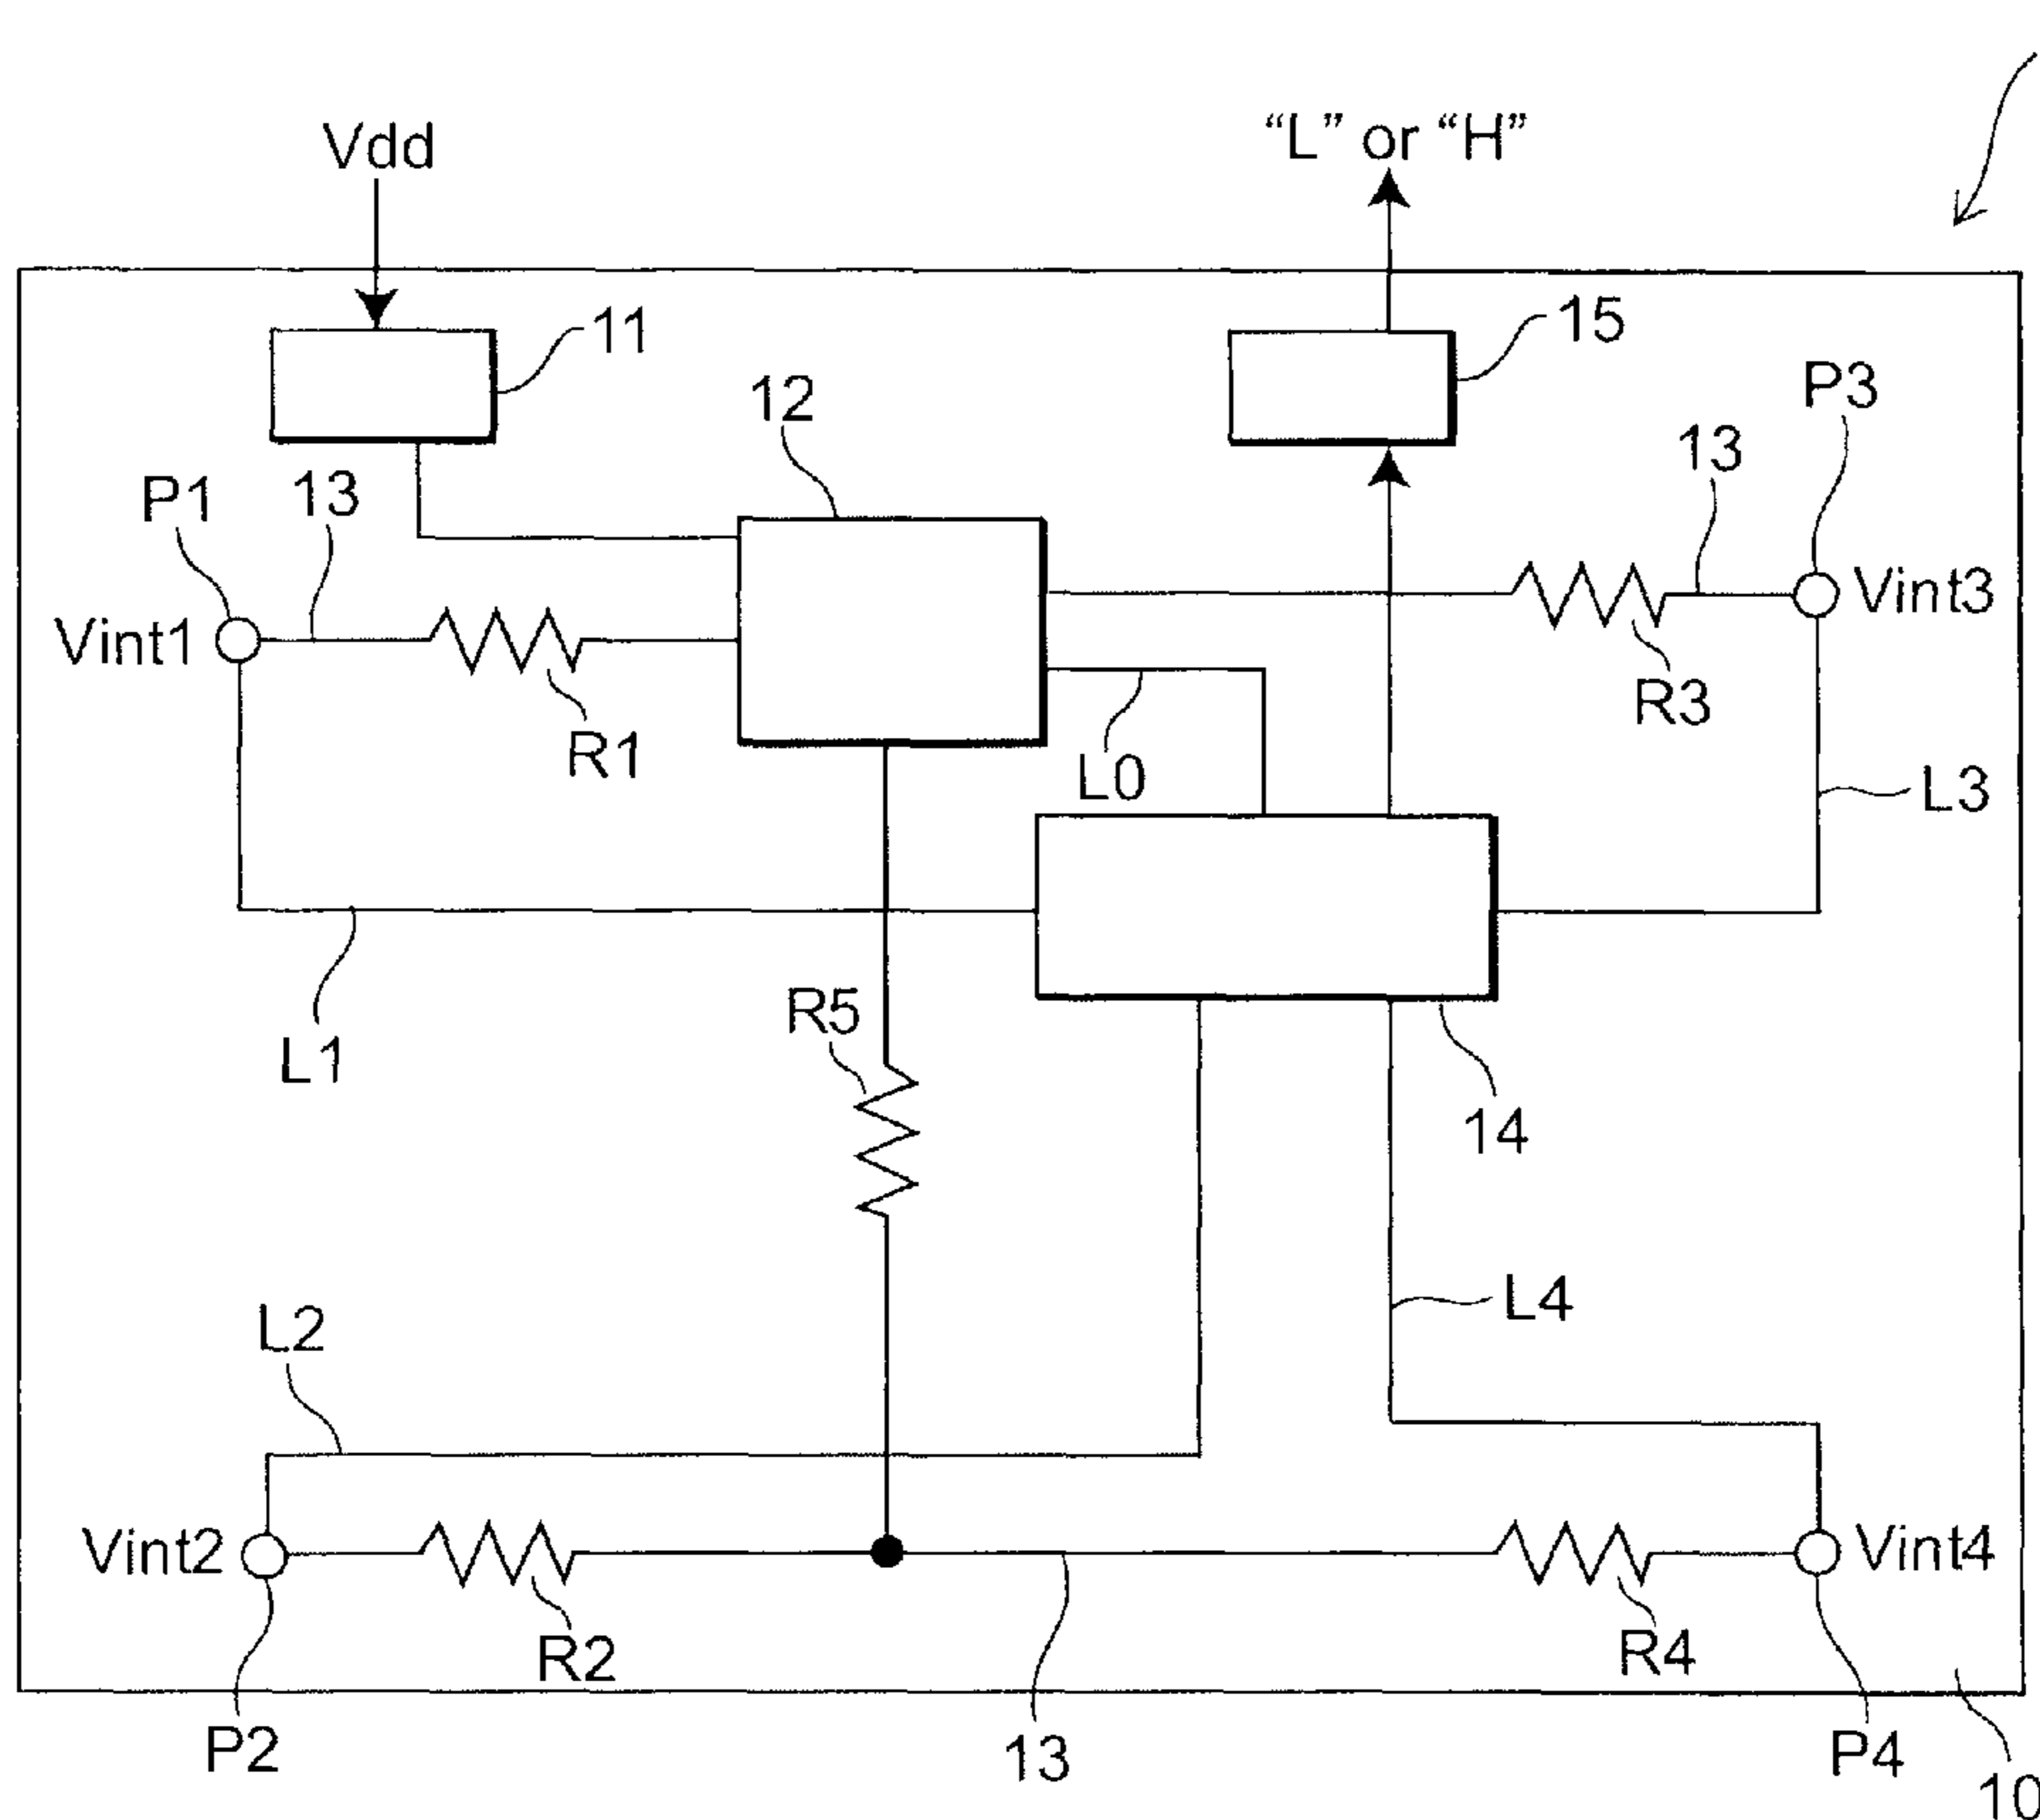 Vdd
“L” or “H”
11
15
12
P3
13
P1
13
Vint3
Vint1
R3
R1
L0
L3
R5
L1
14
L4
L2
Vint2
Vint4
R2
R4
P2
13
P4
10